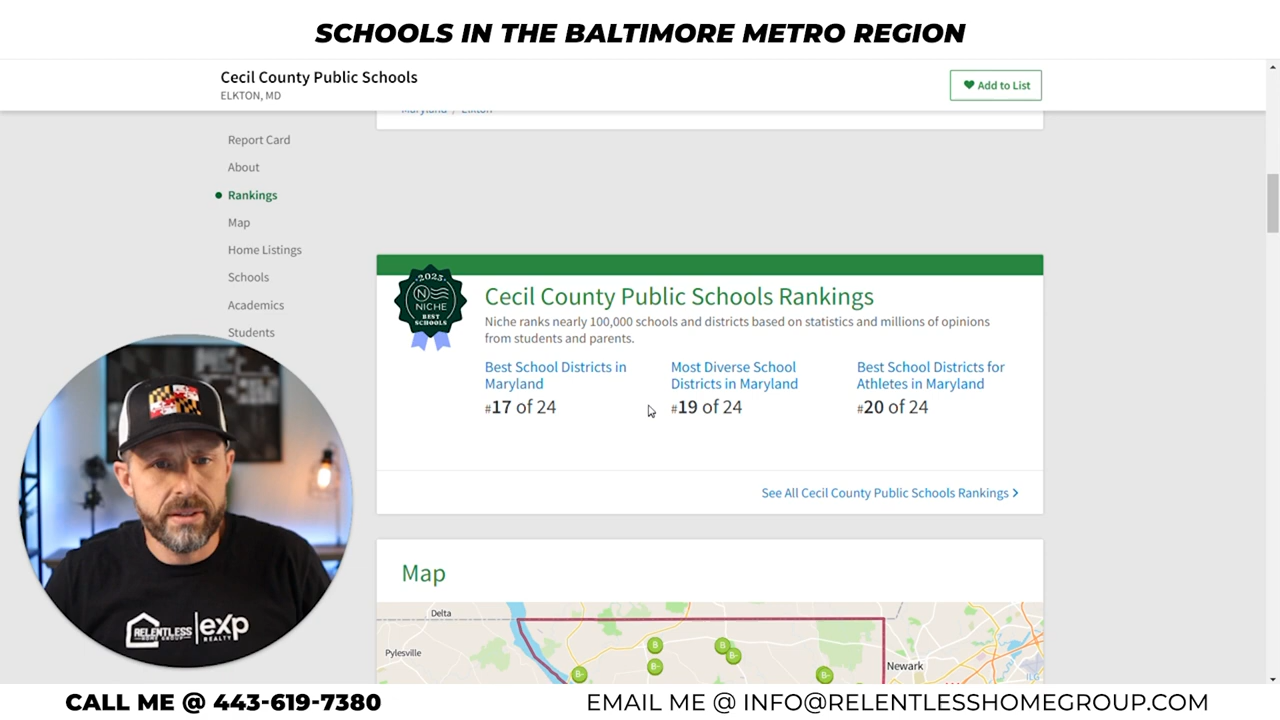 SCHOOLS IN THE BALTIMORE METRO REGION
Cecil County Public Schools
ELKTON, MD
Add to List
Maryland / Elkton
Report Card
About
Rankings
Map
Home Listings
Schools
Academics
Students
2023
NICHE
BEST
SCHOOLS
Cecil County Public Schools Rankings
Niche ranks nearly 100,000 schools and districts based on statistics and millions of opinions
from students and parents.
Best School Districts in
Maryland
#17 of 24
Most Diverse School
Districts in Maryland
#19 of 24
Best School Districts for
Athletes in Maryland
#20 of 24
See All Cecil County Public Schools Rankings
Map
Delta
Pylesville
B
B-
B
B-
B-
B-
Newark
RELENTLESS
HOME GROUP
eXp
REALTY
CALL ME @ 443-619-7380
EMAIL ME @ INFO@RELENTLESSHOMEGROUP.COM